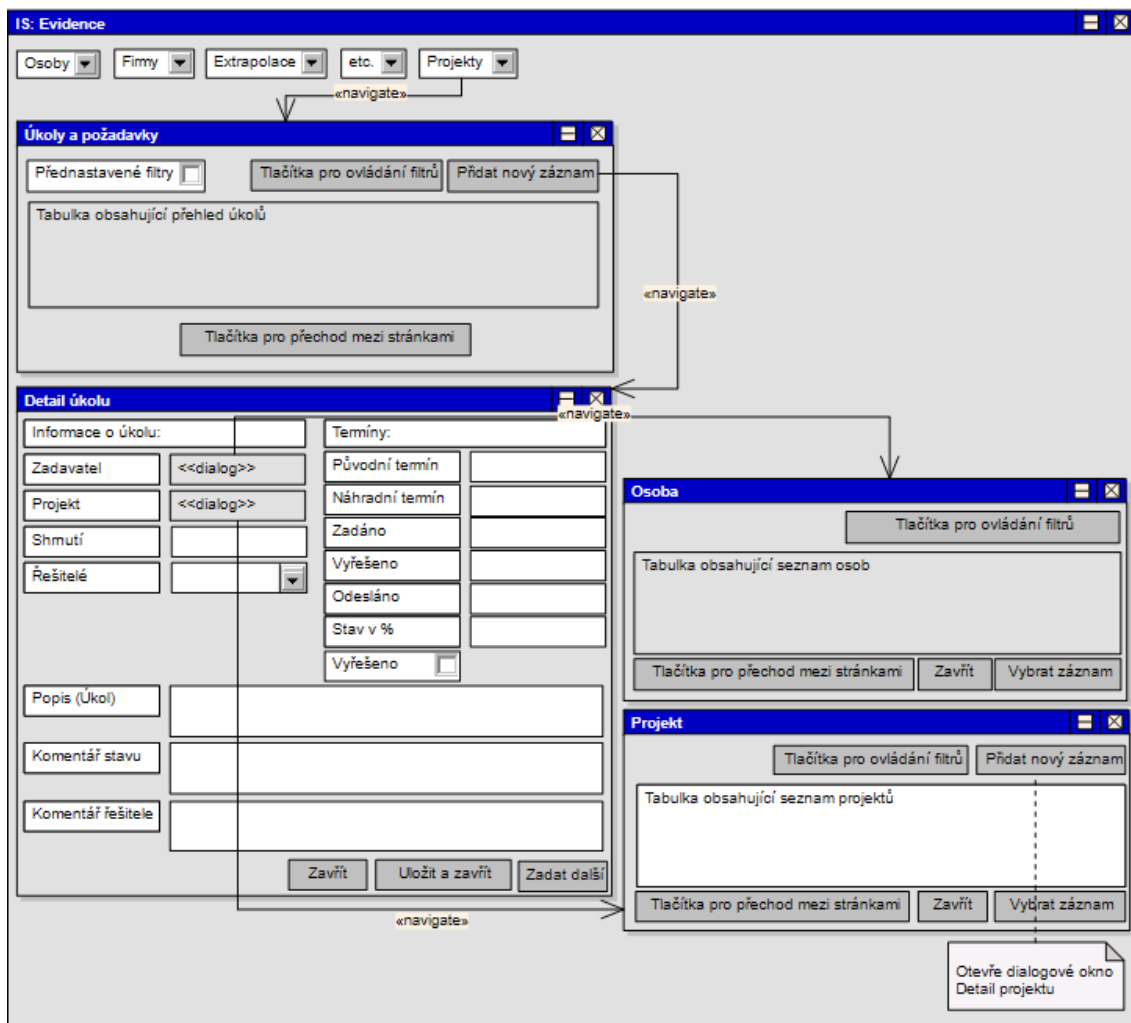 IS: Evidence
Osoby
Firmy
Extrapolace
etc.
Projekty
«navigate»
Úkoly a požadavky
Přednastavené filtry
Tlačítka pro ovládání filtrů
Přidat nový záznam
Tabulka obsahující přehled úkolů
«navigate»
Tlačítka pro přechod mezi stránkami
Detail úkolu
«navigate»
Informace o úkolu:
Zadavatel
<<dialog>>
Projekt
<<dialog>>
Shrnutí
Řešitelé
Termíny:
Původní termín
Náhradní termín
Zadáno
Vyřešeno
Odesláno
Stav v %
Vyřešeno
Popis (Úkol)
Komentář stavu
Komentář řešitele
Zavřít
Uložit a zavřít
Zadat další
«navigate»
Osoba
Tlačítka pro ovládání filtrů
Tabulka obsahující seznam osob
Tlačítka pro přechod mezi stránkami
Zavřít
Vybrat záznam
Projekt
Tlačítka pro ovládání filtrů
Přidat nový záznam
Tabulka obsahující seznam projektů
Tlačítka pro přechod mezi stránkami
Zavřít
Vybrat záznam
Otevře dialogové okno
Detail projektu